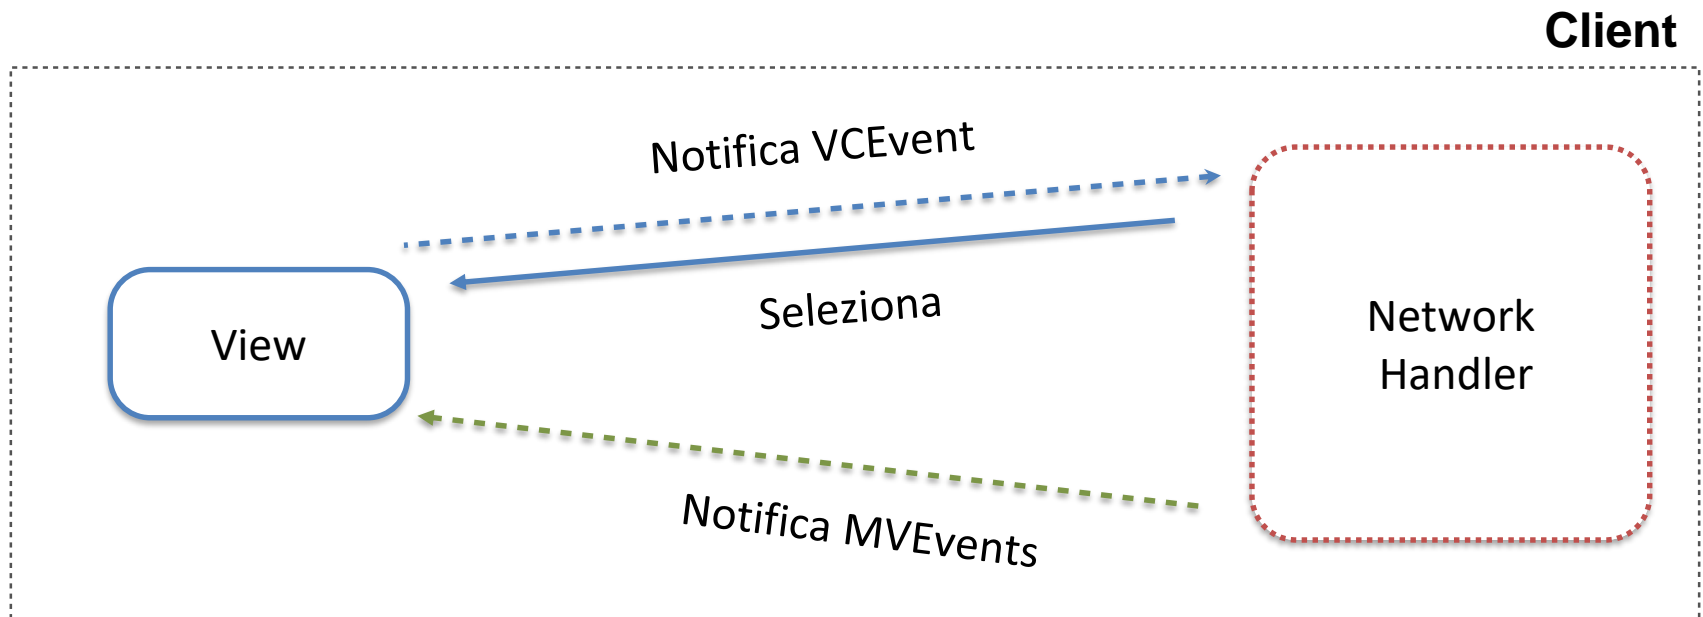 Client
Notifica VCEvent
Seleziona
View
Network
Handler
Notifica MVEvents